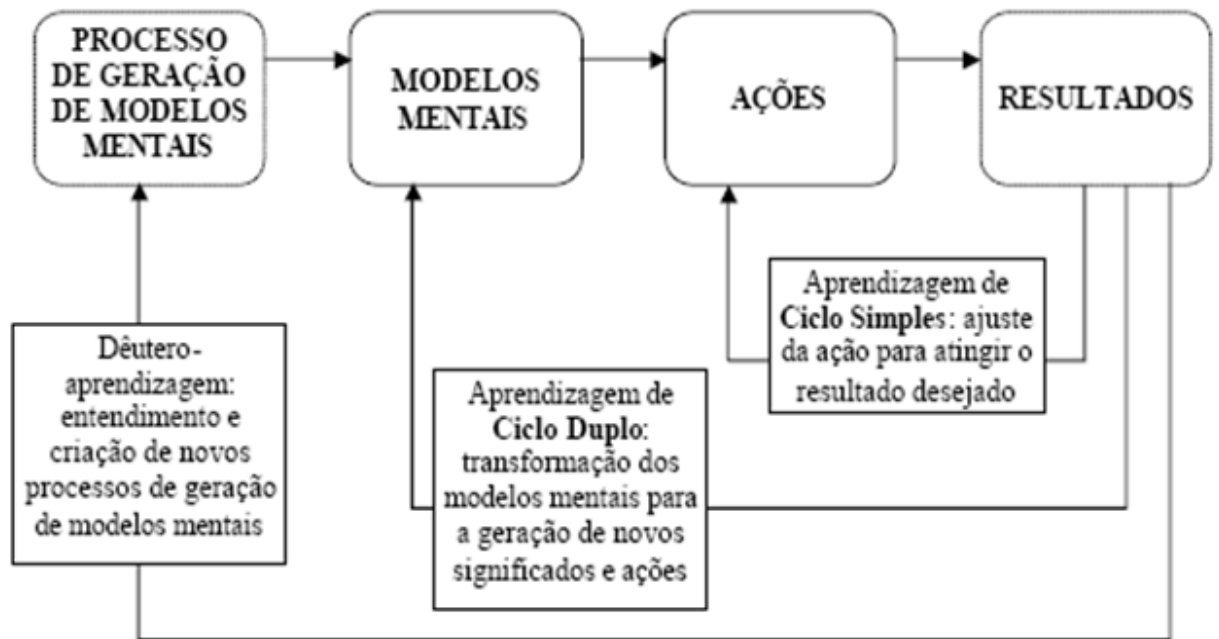 PROCESSO
DE GERAÇÃO
DE MODELOS
MENTAIS
MODELOS
MENTAIS
AÇÕES
RESULTADOS
Aprendizagem de
Ciclo Simples: ajuste
da ação para atingir o
resultado desejado
Aprendizagem de
Ciclo Duplo:
transformação dos
modelos mentais para
a geração de novos
significados e ações
Dêutero-
aprendizagem:
entendimento e
criação de novos
processos de geração
de modelos mentais